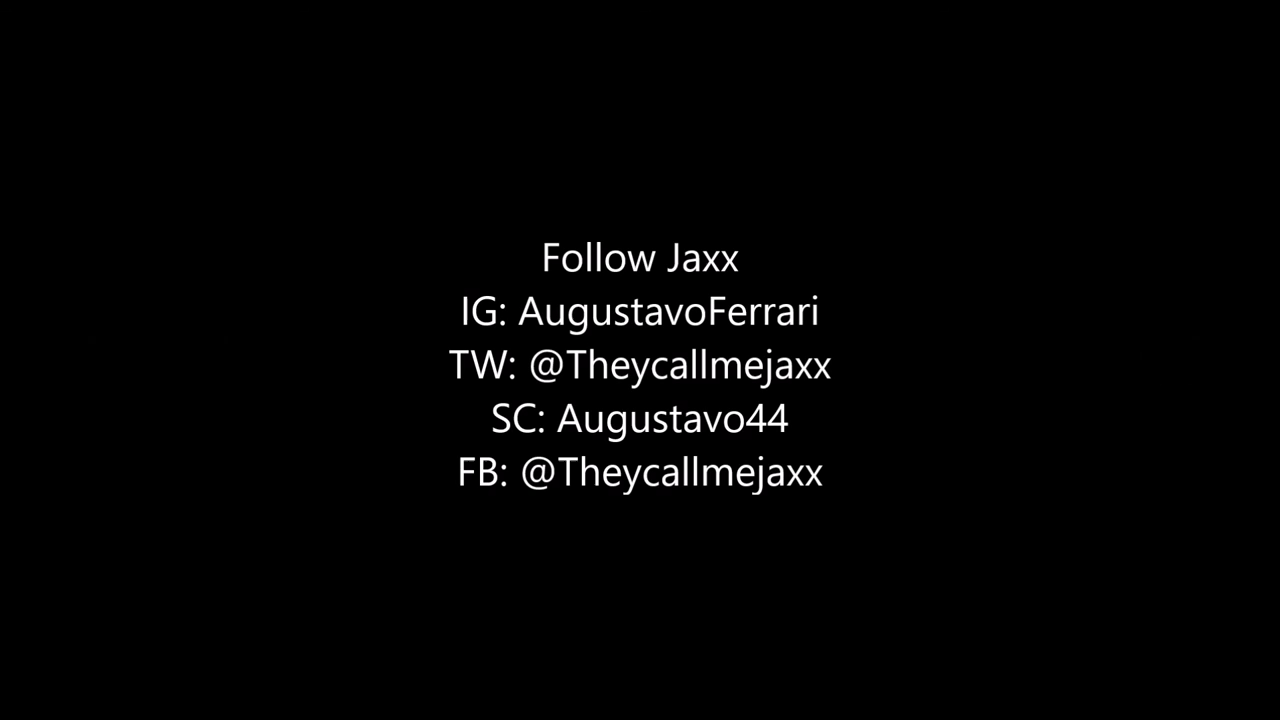 Follow Jaxx
IG: AugustavoFerrari
TW: @Theycallmejaxx
SC: Augustavo44
FB: @Theycallmejaxx